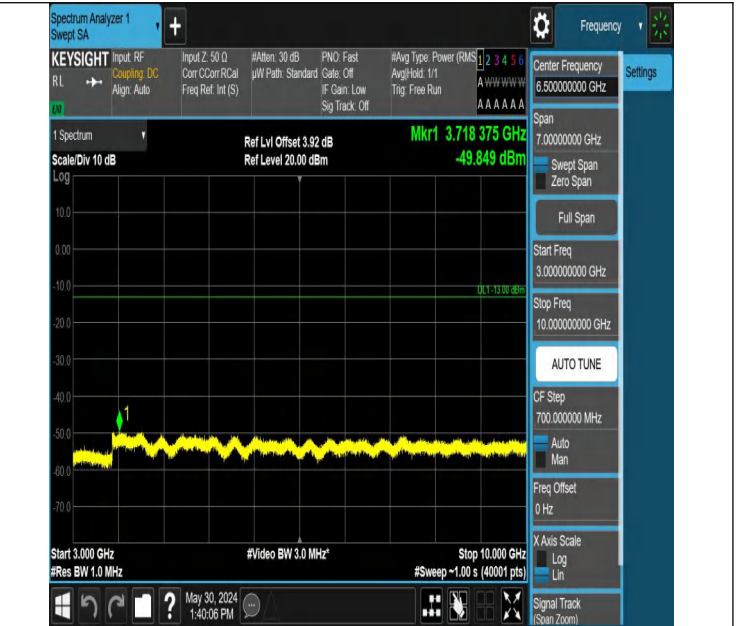 Spectrum Analyzer 1
Swept SA
+
Frequency
KEYSIGHT
RL
Input: RF
Coupling: DC
Align: Auto
Input Z: 50 Ω
Corr CCorr RCal
Freq Ref: Int (S)
#Atten: 30 dB
µW Path: Standard
PNO: Fast
Gate: Off
IF Gain: Low
Sig Track: Off
#Avg Type: Power (RMS
Avg|Hold: 1/1
Trig: Free Run
1 2 3 4 5 6
A W W W W W
A A A A A A
1 Spectrum
Scale/Div 10 dB
Log
Ref Lvl Offset 3.92 dB
Ref Level 20.00 dBm
Mkr1 3.718 375 GHz
-49.849 dBm
10.0
0.00
-10.0
-20.0
-30.0
-40.0
-50.0
-60.0
-70.0
DL1 -13.00 dBm
1
Start 3.000 GHz
#Res BW 1.0 MHz
#Video BW 3.0 MHz*
Stop 10.000 GHz
#Sweep ~1.00 s (40001 pts)
May 30, 2024
1:40:06 PM
Center Frequency
6.500000000 GHz
Settings
Span
7.00000000 GHz
Swept Span
Zero Span
Full Span
Start Freq
3.000000000 GHz
Stop Freq
10.000000000 GHz
AUTO TUNE
CF Step
700.000000 MHz
Auto
Man
Freq Offset
0 Hz
X Axis Scale
Log
Lin
Signal Track
(Span Zoom)